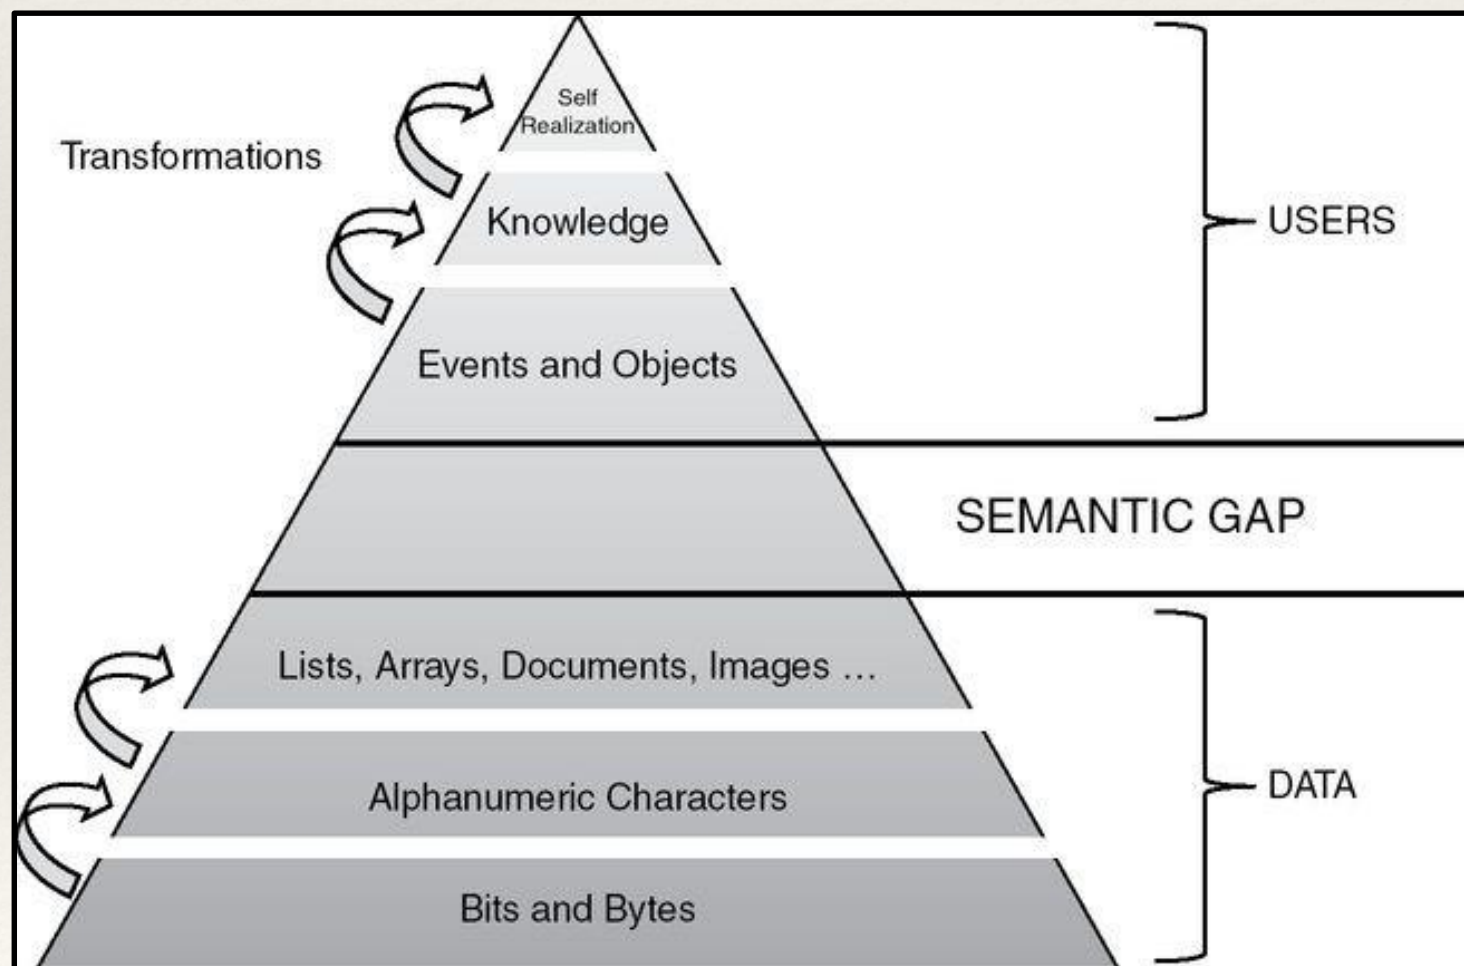 Self
Realization
Transformations
Knowledge
USERS
Events and Objects
SEMANTIC GAP
Lists, Arrays, Documents, Images ...
Alphanumeric Characters
DATA
Bits and Bytes